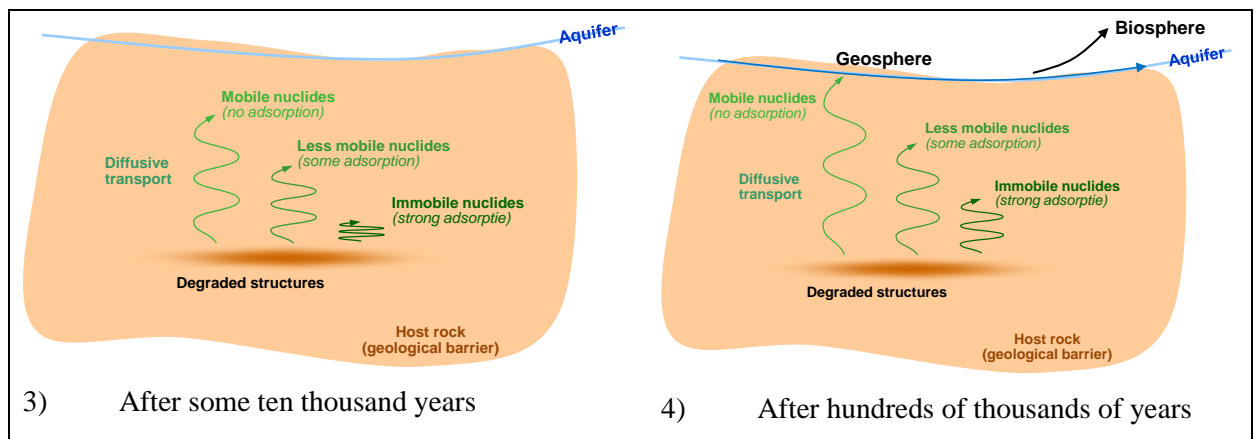 Aquifer
Mobile nuclides
(no adsorption)
Less mobile nuclides
(some adsorption)
Diffusive
transport
Immobile nuclides
(strong adsorptie)
Degraded structures
Host rock
(geological barrier)
3) After some ten thousand years
Biosphere
Geosphere
Aquifer
Mobile nuclides
(no adsorption)
Less mobile nuclides
(some adsorption)
Diffusive
transport
Immobile nuclides
(strong adsorptie)
Degraded structures
Host rock
(geological barrier)
4) After hundreds of thousands of years